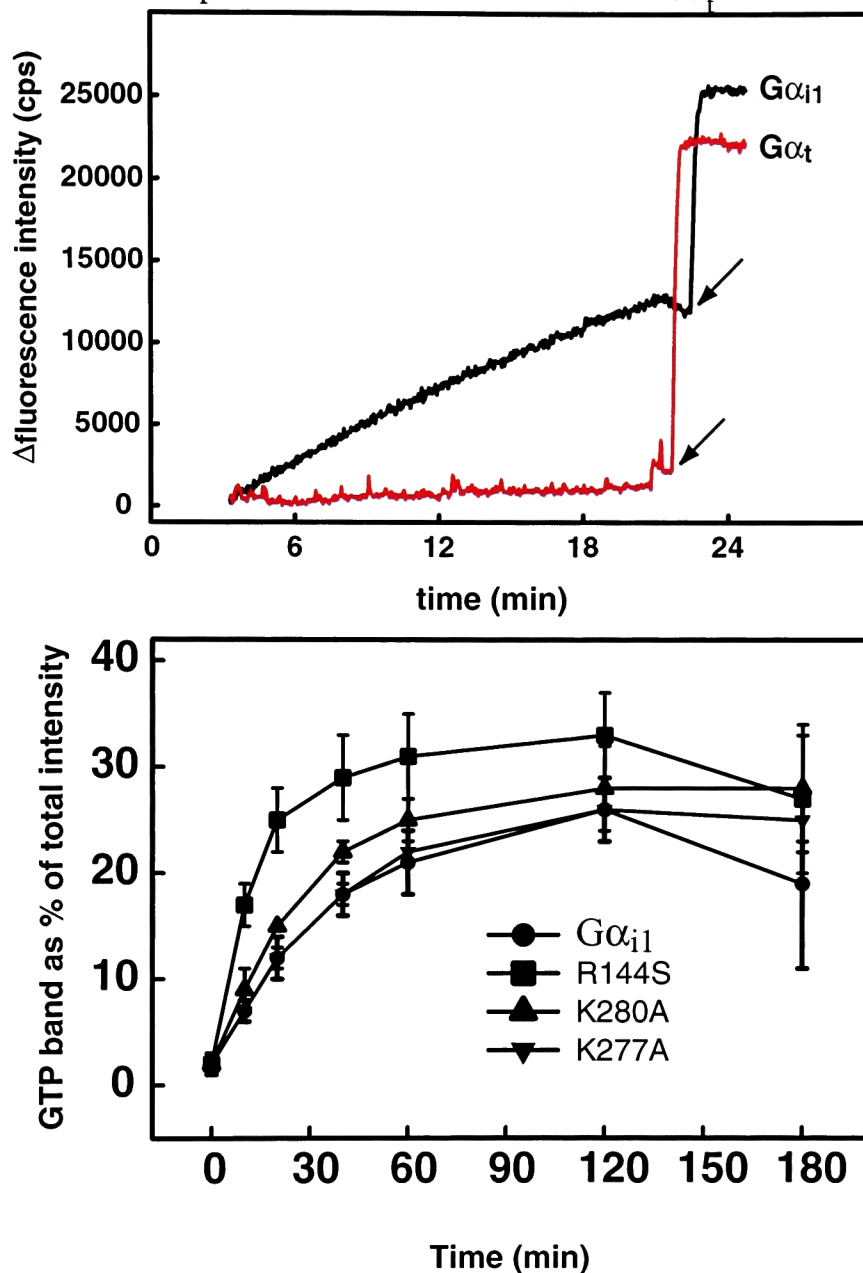 Δfluorescence intensity (cps)
25000
20000
15000
10000
5000
0
Gαi1
Gαt
0 6 12 18 24
time (min)
GTP band as % of total intensity
40
30
20
10
0
Gαi1
R144S
K280A
K277A
0 30 60 90 120 150 180
Time (min)